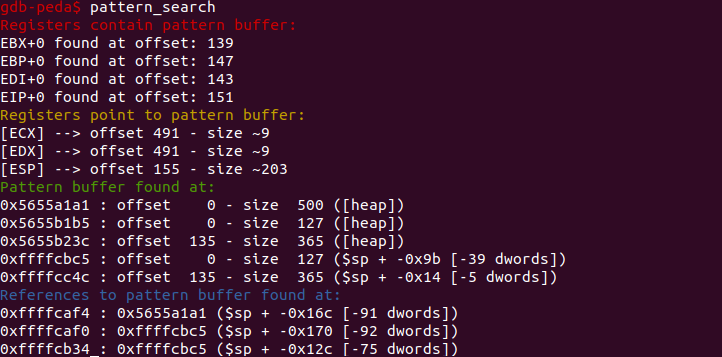 gdb-peda$ pattern_search
Registers contain pattern buffer:
EBX+0 found at offset: 139
EBP+0 found at offset: 147
EDI+0 found at offset: 143
EIP+0 found at offset: 151
Registers point to pattern buffer:
[ECX] --> offset 491 - size ~9
[EDX] --> offset 491 - size ~9
[ESP] --> offset 155 - size ~203
Pattern buffer found at:
0x5655a1a1 : offset    0 - size  500 ([heap])
0x5655b1b5 : offset    0 - size  127 ([heap])
0x5655b23c : offset  135 - size  365 ([heap])
0xffffcbc5 : offset    0 - size  127 ($sp + -0x9b [-39 dwords])
0xffffcc4c : offset  135 - size  365 ($sp + -0x14 [-5 dwords])
References to pattern buffer found at:
0xffffcaf4 : 0x5655a1a1 ($sp + -0x16c [-91 dwords])
0xffffcaf0 : 0xffffcbc5 ($sp + -0x170 [-92 dwords])
0xffffcb34 : 0xffffcbc5 ($sp + -0x12c [-75 dwords])